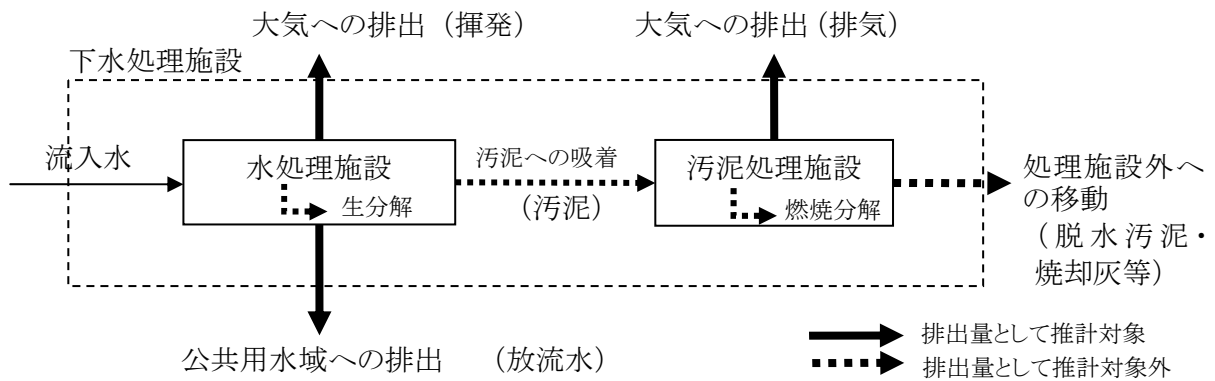 大気への排出（揮発）
大気への排出（排気）
下水処理施設
流入水
水処理施設
生分解
汚泥への吸着
（汚泥）
汚泥処理施設
燃焼分解
処理施設外へ
の移動
（脱水汚泥・
焼却灰等）
公共用水域への排出　（放流水）
排出量として推計対象
排出量として推計対象外